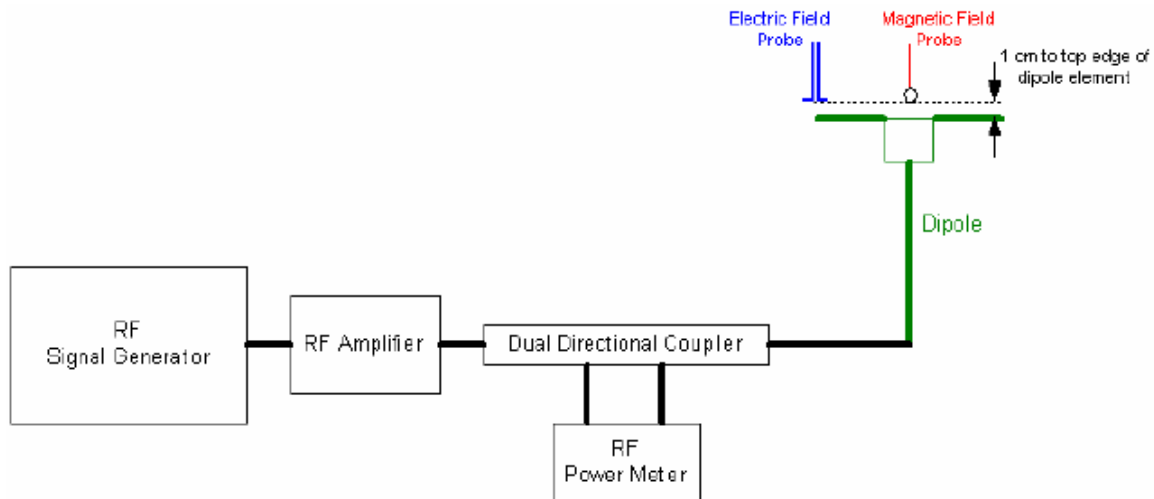 Electric Field
Probe
Magnetic Field
Probe
1 cm to top edge of
dipole element
Dipole
RF
Signal Generator
RF Amplifier
Dual Directional Coupler
RF
Power Meter